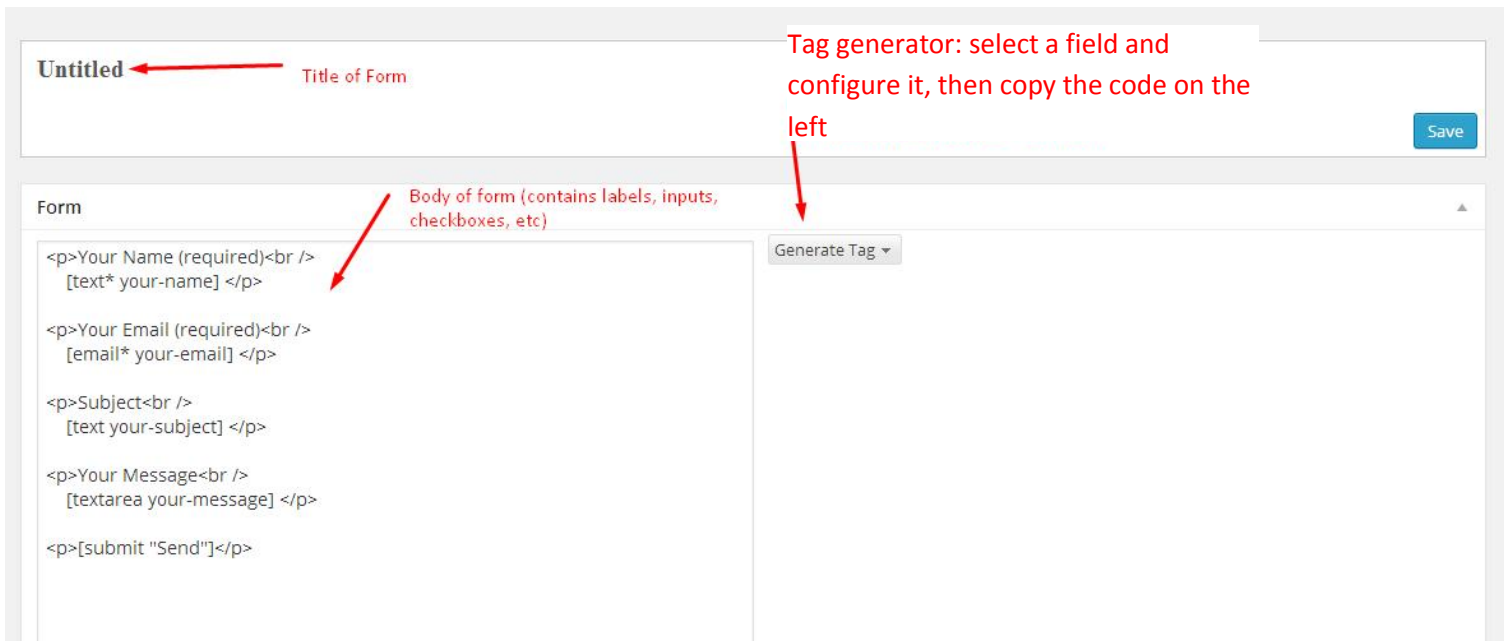 Untitled
Title of Form
Tag generator: select a field and
configure it, then copy the code on the
left
Save
Form
Body of form (contains labels, inputs,
checkboxes, etc)
Generate Tag
<p>Your Name (required)<br />
[text* your-name] </p>
<p>Your Email (required)<br />
[email* your-email] </p>
<p>Subject<br />
[text your-subject] </p>
<p>Your Message<br />
[textarea your-message] </p>
<p>[submit "Send"]</p>